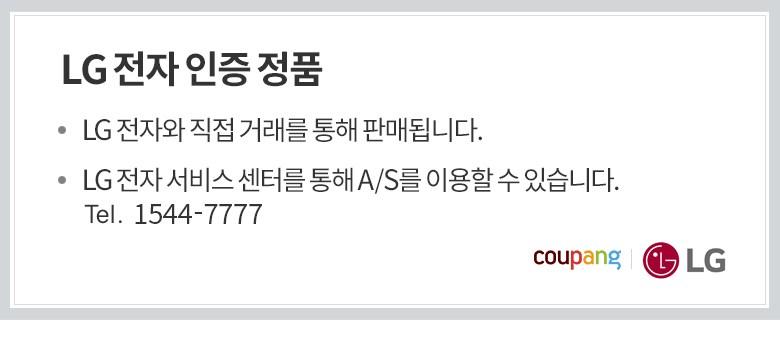 LG 전자 인증 정품
• LG 전자와 직접 거래를 통해 판매됩니다.
• LG 전자 서비스 센터를 통해 A/S를 이용할 수 있습니다.
Tel. 1544-7777
coupang | LG LG